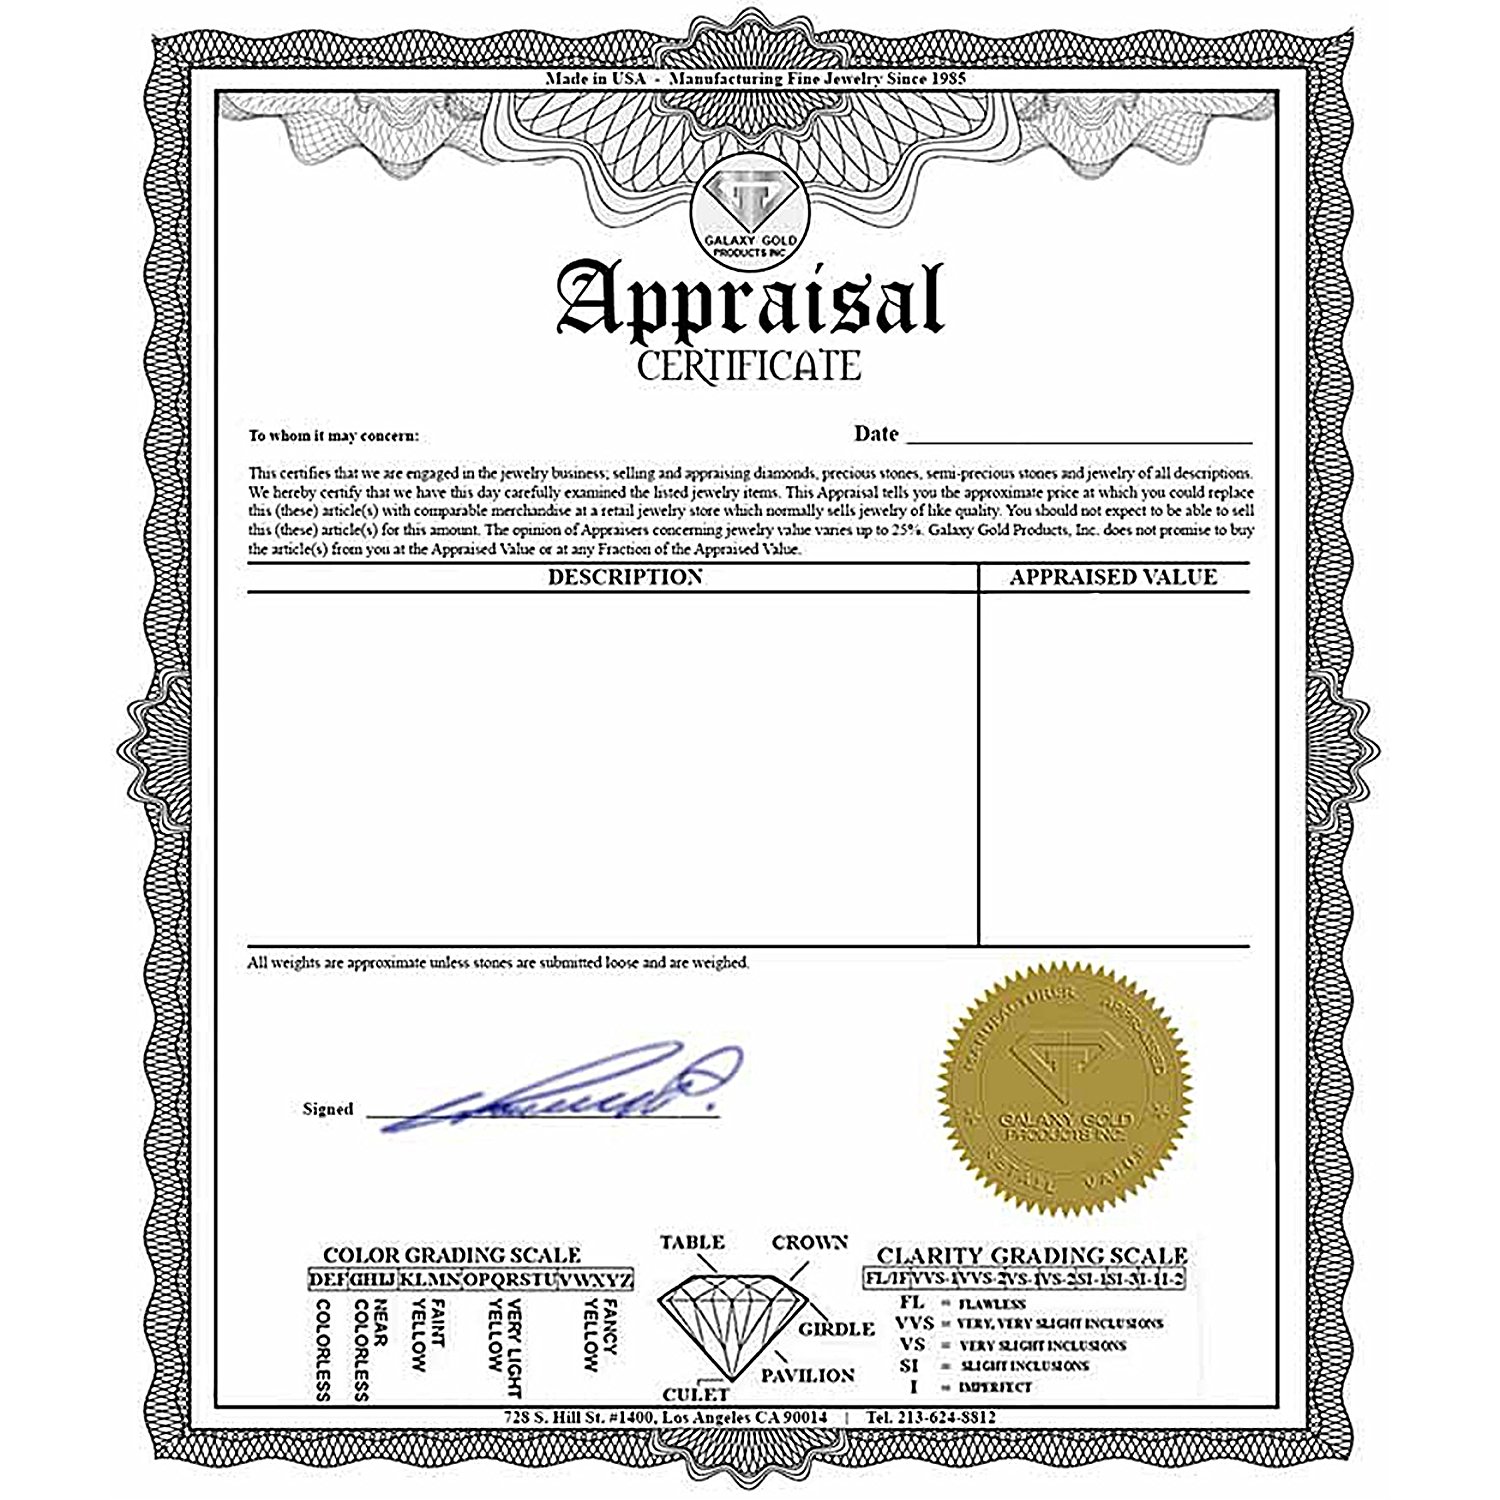 Made in USA - Manufacturing Fine Jewelry Since 1985
GALAXY GOLD
PRODUCTS INC
Appraisal
CERTIFICATE
To whom it may concern:
Date
This certifies that we are engaged in the jewelry business; selling and appraising diamonds, precious stones, semi-precious stones and jewelry of all descriptions.
We hereby certify that we have this day carefully examined the listed jewelry items. This Appraisal tells you the approximate price at which you could replace
this (these) article(s) with comparable merchandise at a retail jewelry store which normally sells jewelry of like quality. You should not expect to be able to sell
this (these) article(s) for this amount. The opinion of Appraisers concerning jewelry value varies up to 25%. Galaxy Gold Products, Inc. does not promise to buy
the article(s) from you at the Appraised Value or at any Fraction of the Appraised Value.
DESCRIPTION
APPRAISED VALUE
All weights are approximate unless stones are submitted loose and are weighed.
Signed
MANUFACTURER APPRAISED
GALAXY GOLD
PRODUCTS INC.
RETAIL VALUE
COLOR GRADING SCALE
DEF GHIJ KLMN OPQRSTU VWXYZ
COLORLESS
NEAR
COLORLESS
FAINT
YELLOW
VERY LIGHT
YELLOW
FANCY
YELLOW
TABLE
CROWN
GIRDLE
PAVILION
CULET
CLARITY GRADING SCALE
FL/IF VVS-1 VVS-2 VS-1 VS-2 SI-1 SI-3 I-1 I-2
FL = FLAWLESS
VVS = VERY, VERY SLIGHT INCLUSIONS
VS = VERY SLIGHT INCLUSIONS
SI = SLIGHT INCLUSIONS
I = IMPERFECT
728 S. Hill St. #1400, Los Angeles CA 90014 | Tel. 213-624-8812